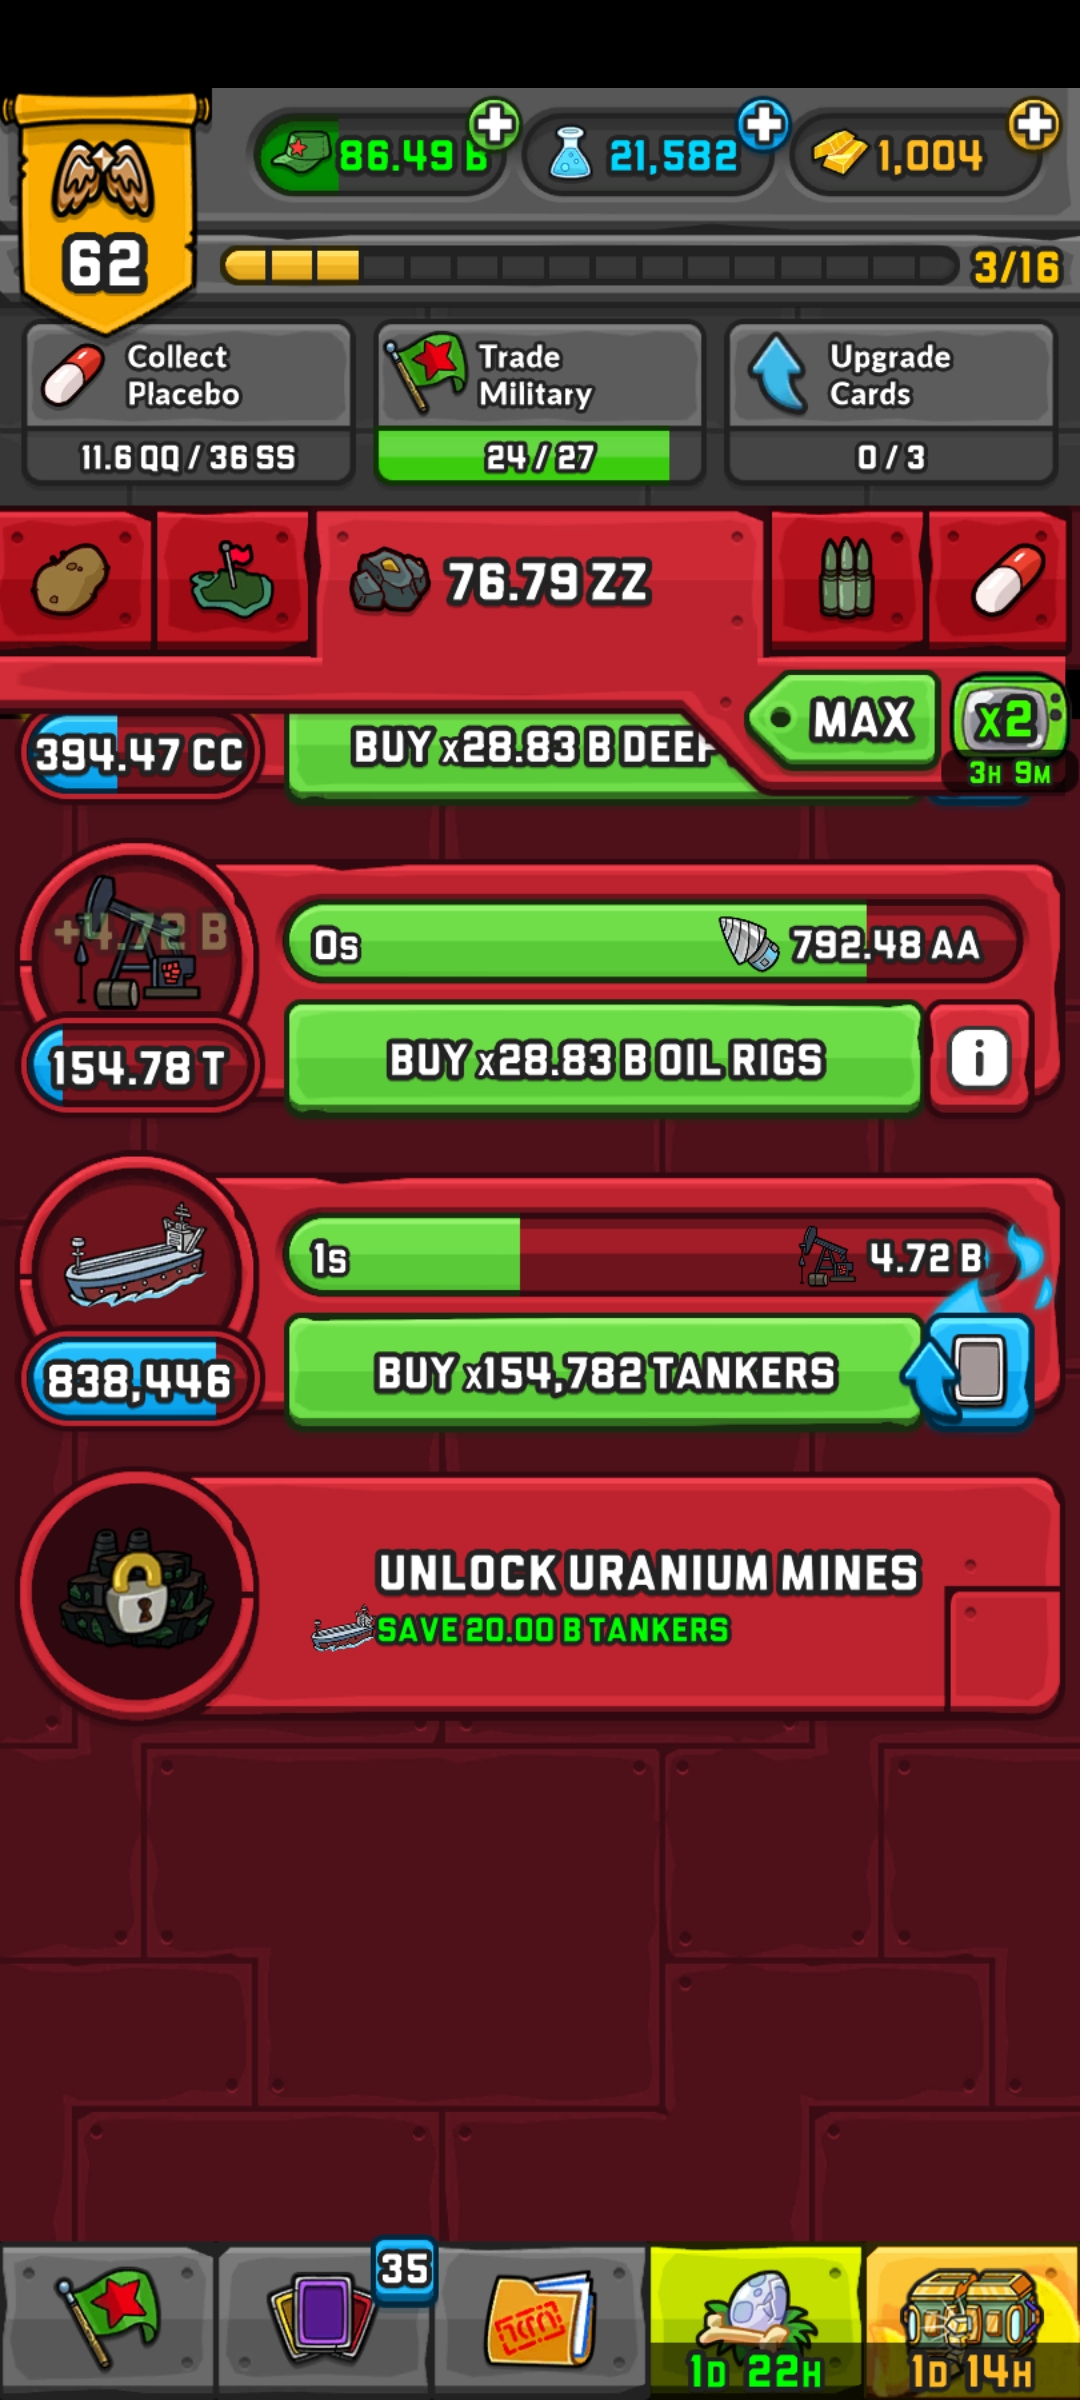 86.49 B
21,582
1,004
62
3/16
Collect
Placebo
11.6 QQ / 36 SS
Trade
Military
24 / 27
Upgrade
Cards
0 / 3
76.79 ZZ
MAX
x2
3H 9M
394.47 CC
BUY x28.83 B DEEP
+4.72 B
0s
792.48 AA
154.78 T
BUY x28.83 B OIL RIGS
i
1s
4.72 B
838,446
BUY x154,782 TANKERS
UNLOCK URANIUM MINES
SAVE 20.00 B TANKERS
35
1D 22H
1D 14H